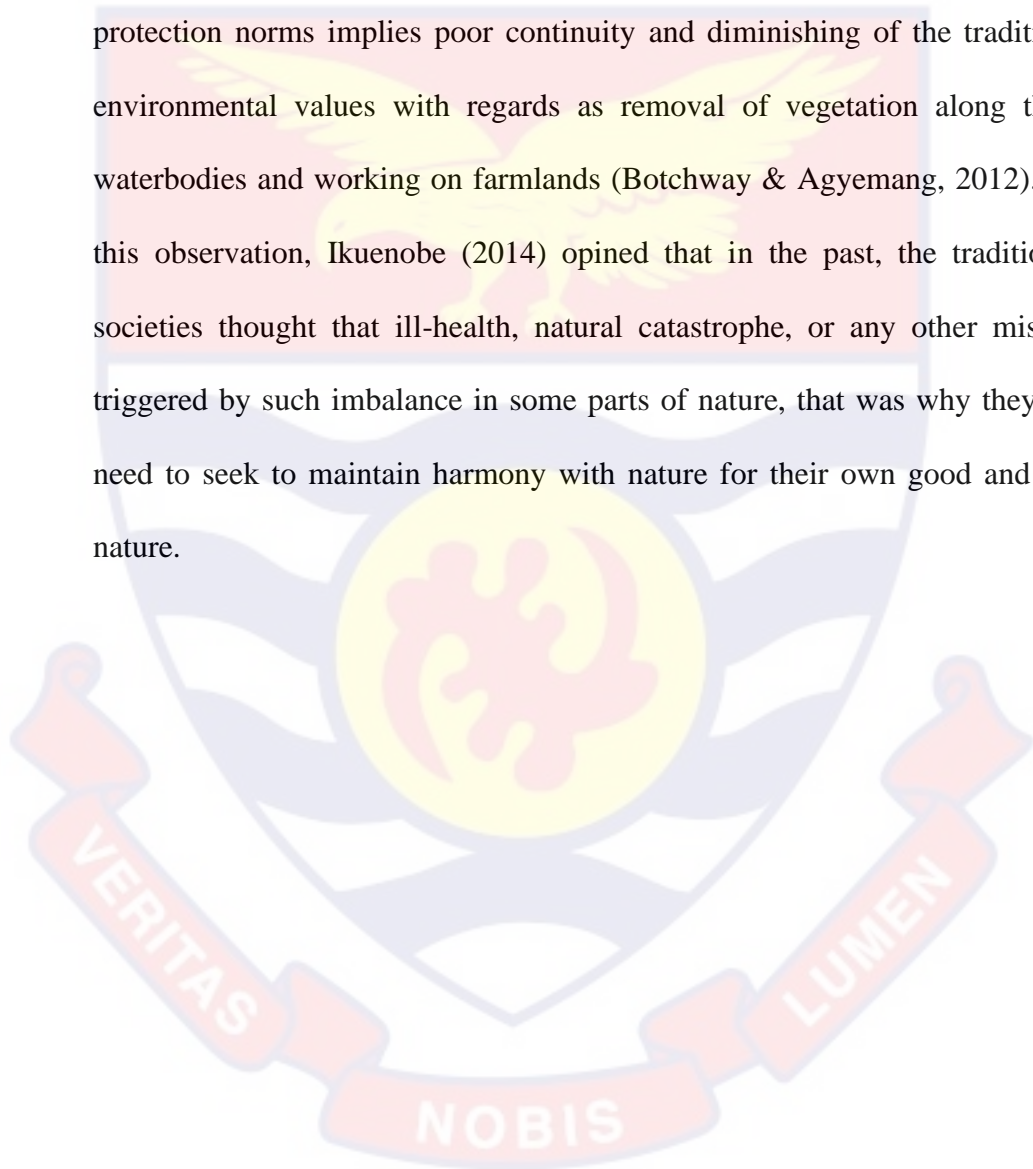 protection norms implies poor continuity and diminishing of the tradit
environmental values with regards as removal of vegetation along t
waterbodies and working on farmlands (Botchway & Agyemang, 2012).
this observation, Ikuenobe (2014) opined that in the past, the traditi
societies thought that ill-health, natural catastrophe, or any other mis
triggered by such imbalance in some parts of nature, that was why they
need to seek to maintain harmony with nature for their own good and
nature.
VERITAS
NOBIS
LUMEN